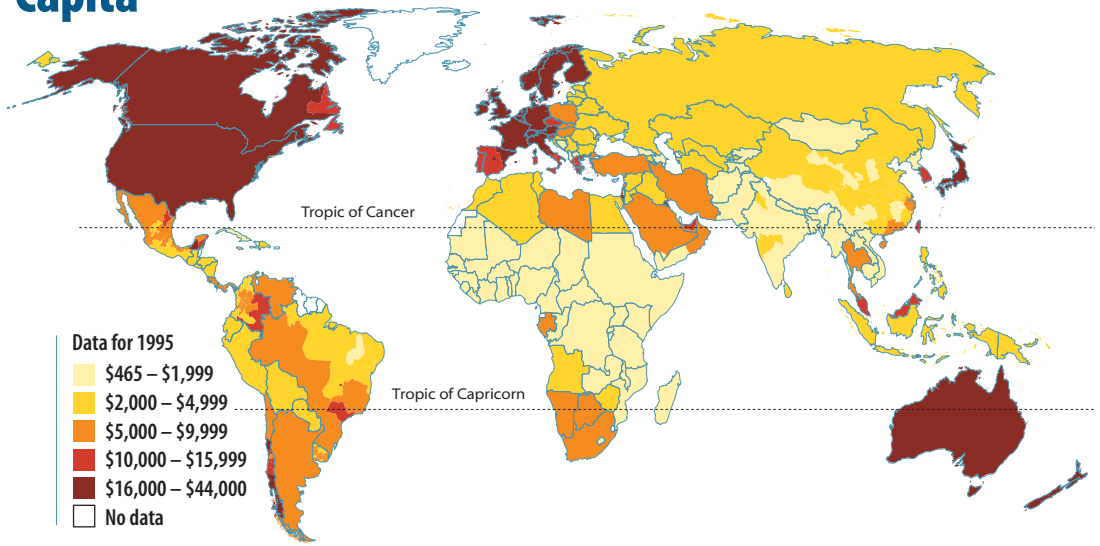 Capita
Tropic of Cancer
Tropic of Capricorn
Data for 1995
$465 – $1,999
$2,000 – $4,999
$5,000 – $9,999
$10,000 – $15,999
$16,000 – $44,000
No data